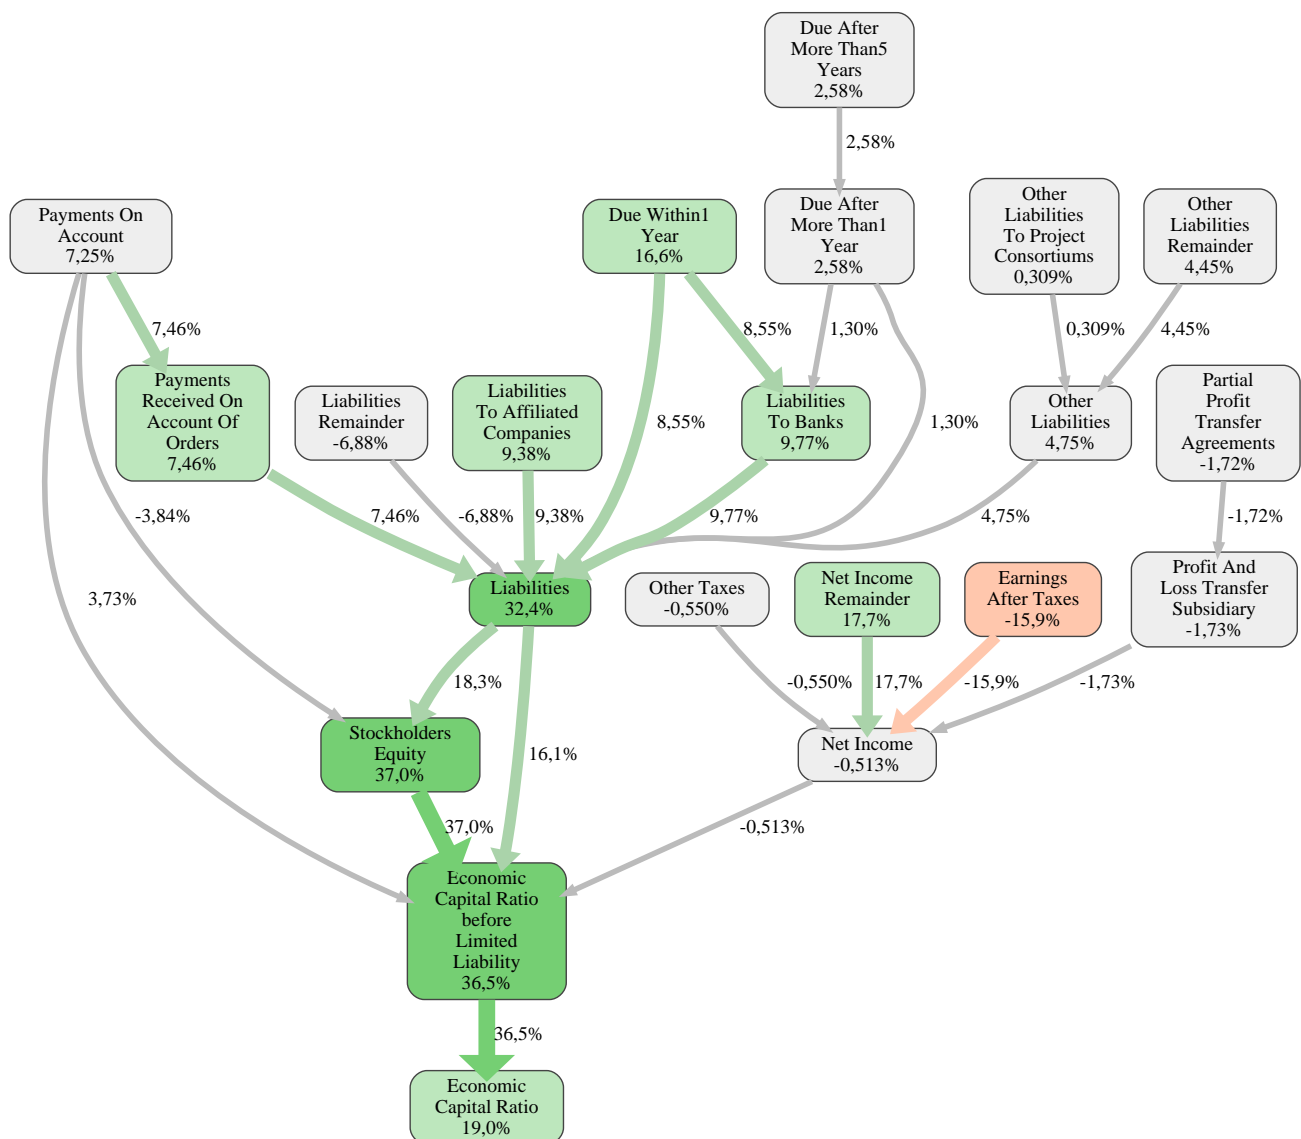 Due After
More Than5
Years
2,58%
2,58%
Payments On
Account
7,25%
Due Within1
Year
16,6%
Due After
More Than1
Year
2,58%
Other
Liabilities
To Project
Consortiums
0,309%
Other
Liabilities
Remainder
4,45%
7,46%
8,55%
1,30%
0,309%
4,45%
Payments
Received On
Account Of
Orders
7,46%
Liabilities
Remainder
-6,88%
Liabilities
To Affiliated
Companies
9,38%
8,55%
Liabilities
To Banks
9,77%
1,30%
Other
Liabilities
4,75%
Partial
Profit
Transfer
Agreements
-1,72%
-3,84%
7,46%
-6,88%
9,38%
9,77%
4,75%
-1,72%
3,73%
Liabilities
32,4%
Other Taxes
-0,550%
Net Income
Remainder
17,7%
Earnings
After Taxes
-15,9%
Profit And
Loss Transfer
Subsidiary
-1,73%
18,3%
-0,550%
17,7%
-15,9%
-1,73%
Stockholders
Equity
37,0%
16,1%
Net Income
-0,513%
37,0%
-0,513%
Economic
Capital Ratio
before
Limited
Liability
36,5%
36,5%
Economic
Capital Ratio
19,0%